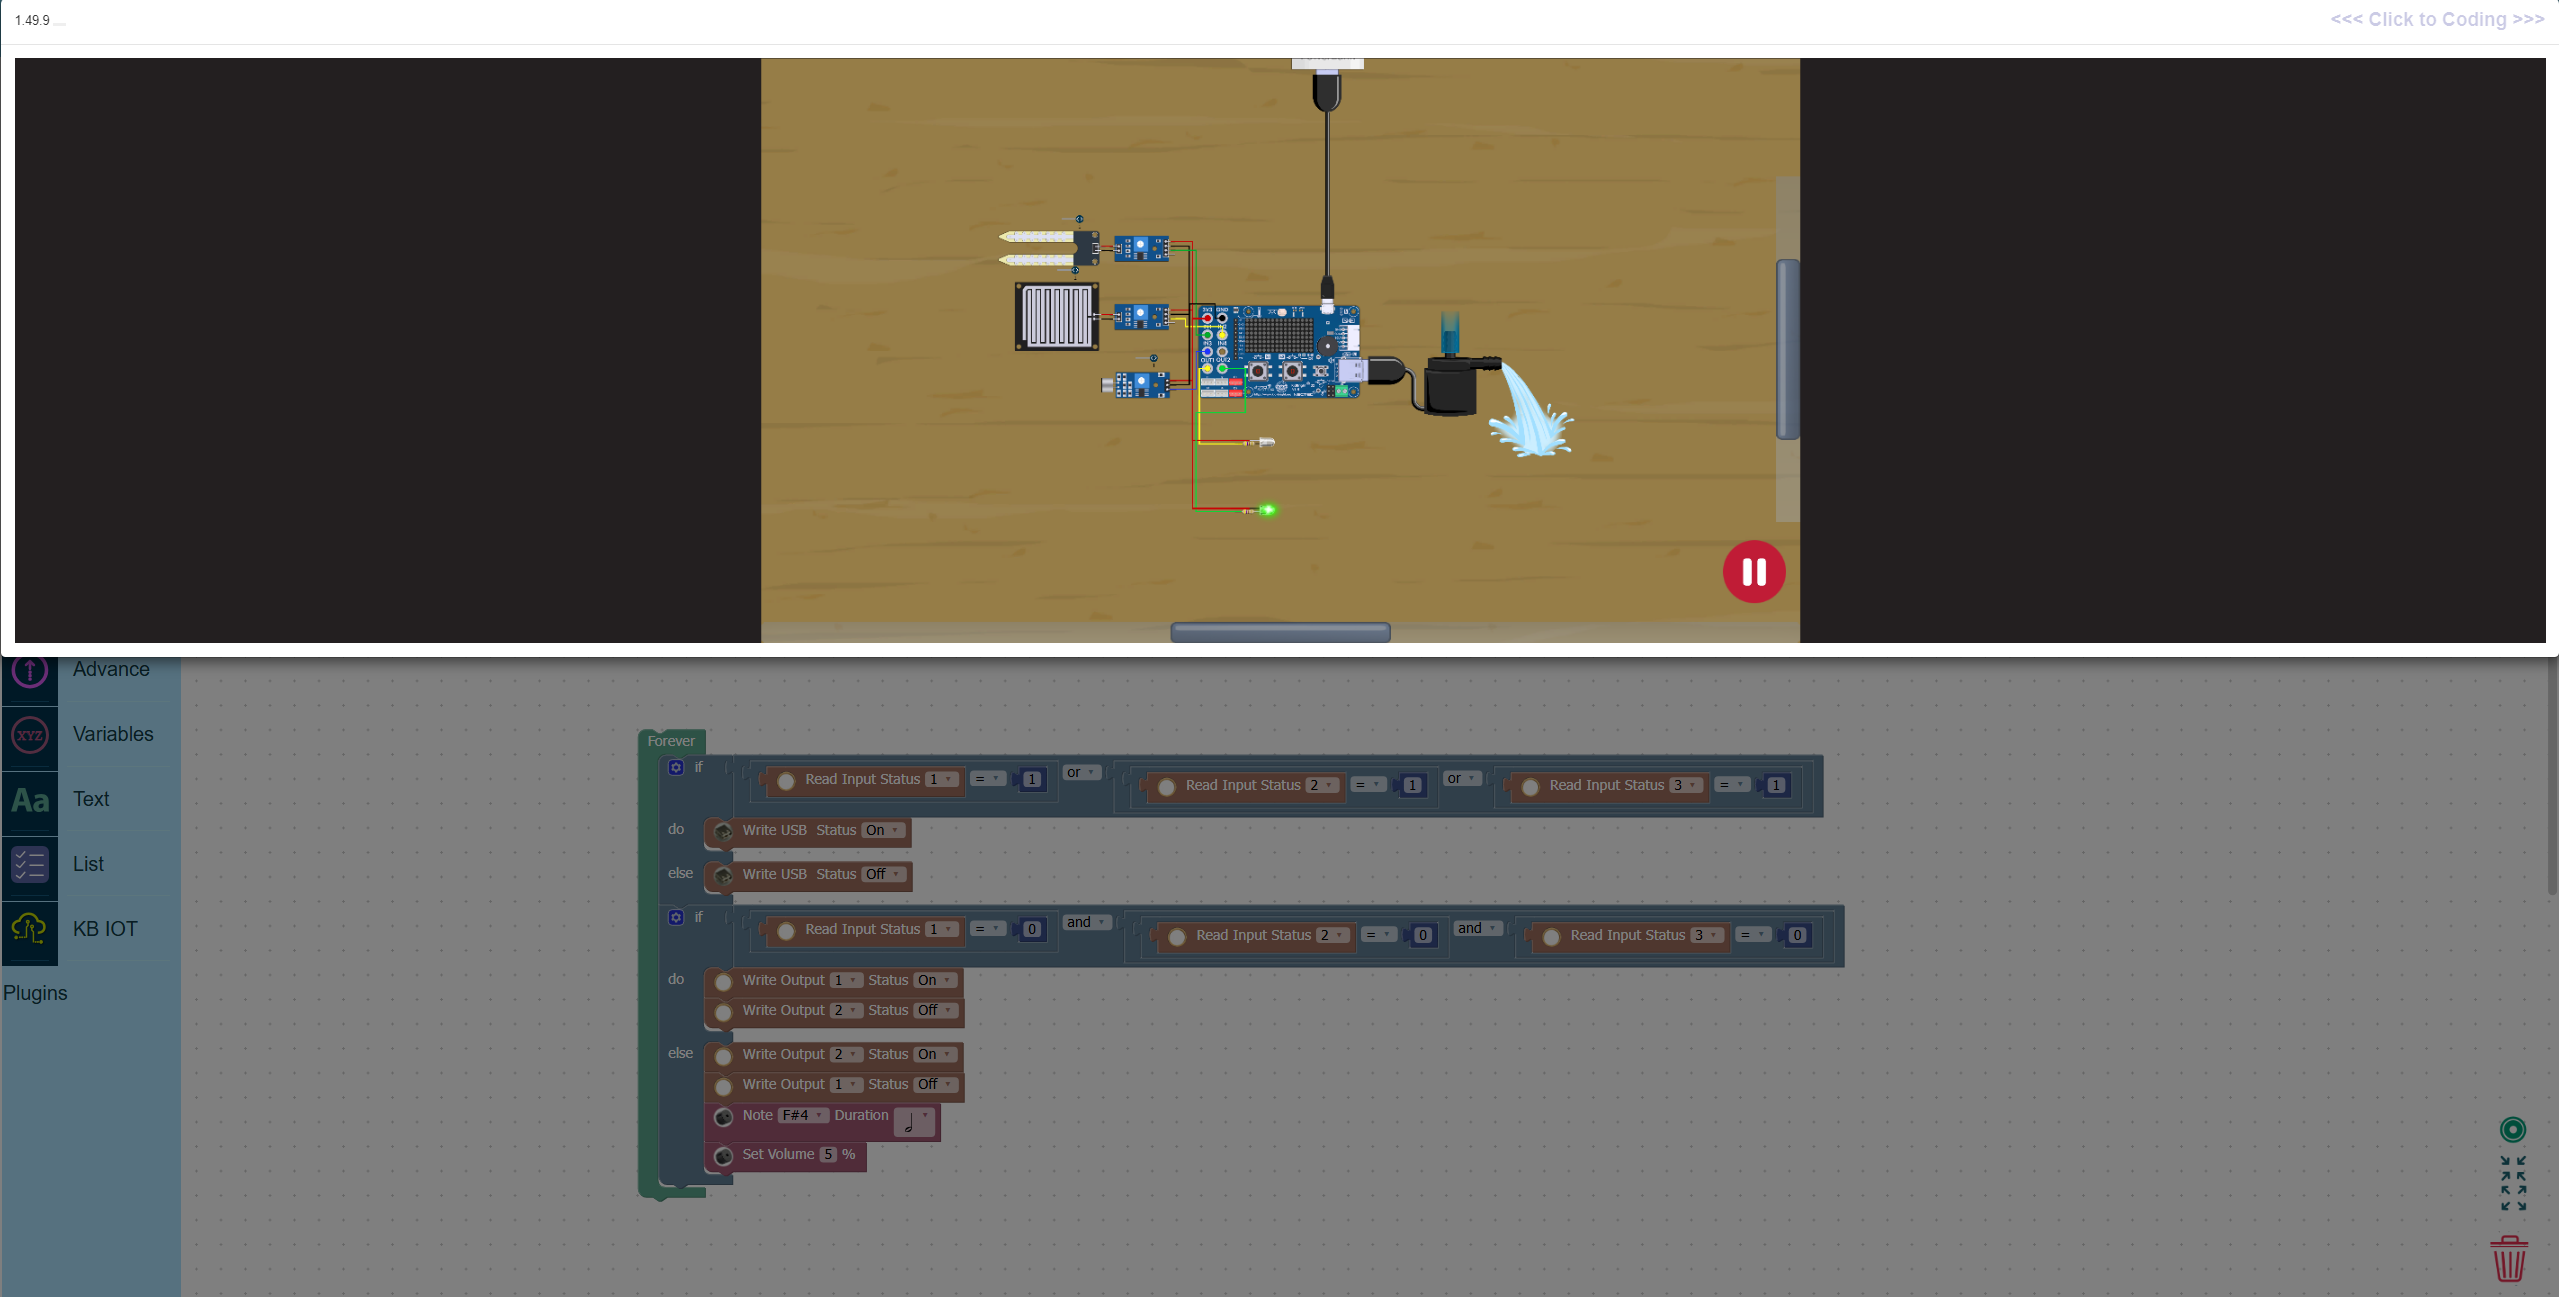 1.49.9
<<< Click to Coding >>>
Advance
XYZ Variables
Aa Text
List
KB IOT
Plugins
Forever
if Read Input Status 1 = 1 or Read Input Status 2 = 1 or Read Input Status 3 = 1
do Write USB Status On
else Write USB Status Off
if Read Input Status 1 = 0 and Read Input Status 2 = 0 and Read Input Status 3 = 0
do Write Output 1 Status On
Write Output 2 Status Off
else Write Output 2 Status On
Write Output 1 Status Off
Note F#4 Duration
Set Volume 5 %